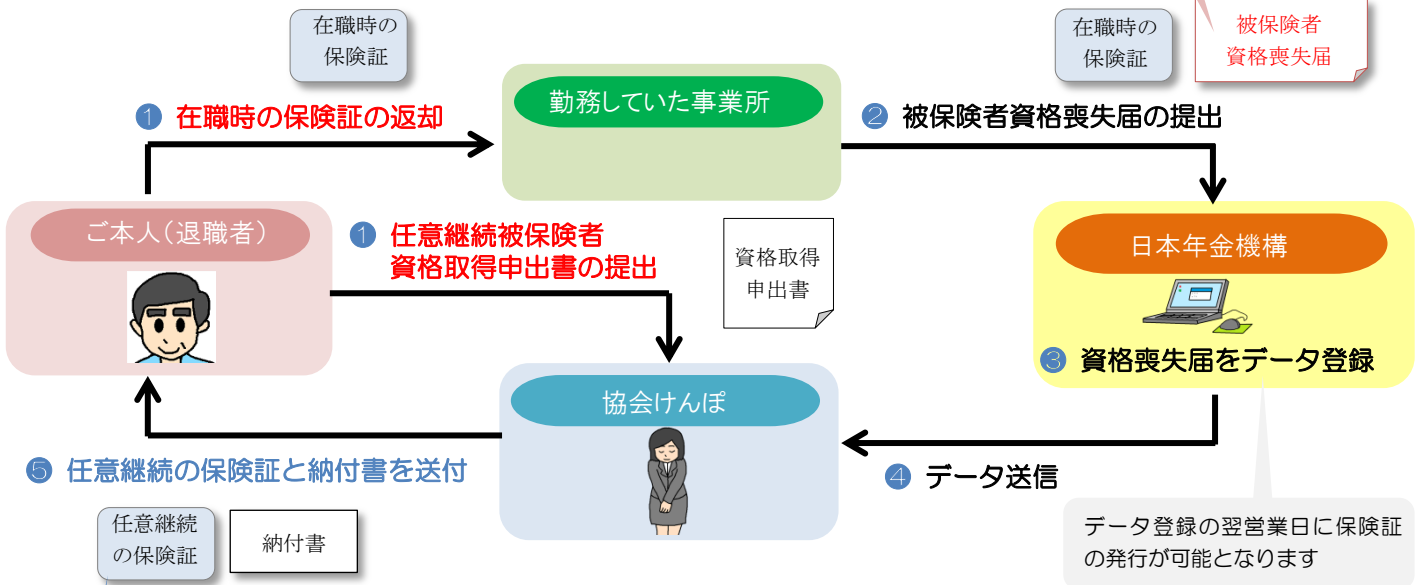 在職時の
保険証
在職時の
保険証
被保険者
資格喪失届
勤務していた事業所
❶ 在職時の保険証の返却
❷ 被保険者資格喪失届の提出
ご本人（退職者）
❶ 任意継続被保険者
資格取得申出書の提出
資格取得
申出書
日本年金機構
❸ 資格喪失届をデータ登録
協会けんぽ
❺ 任意継続の保険証と納付書を送付
❹ データ送信
任意継続
の保険証
納付書
データ登録の翌営業日に保険証
の発行が可能となります